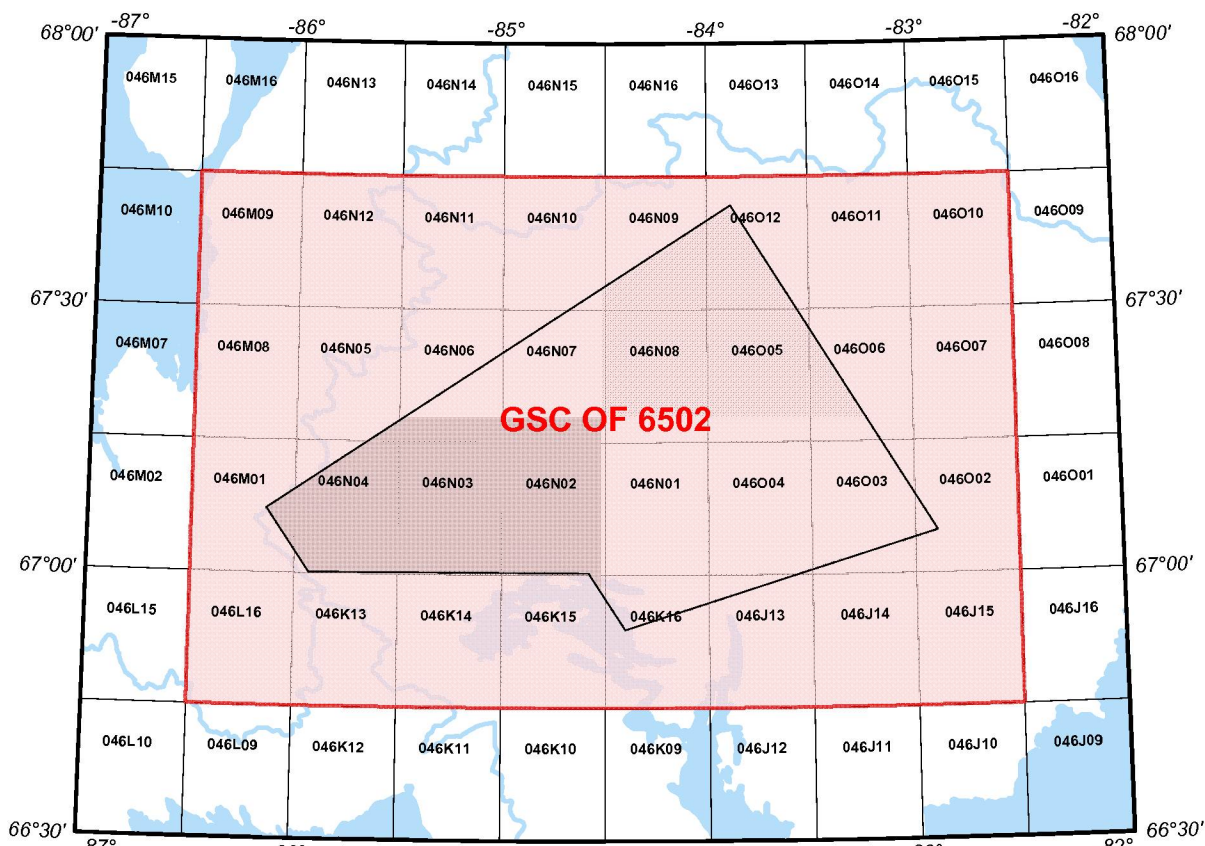 -87° -86° -85° -84° -83° -82°
68°00' 68°00'
046M15 046M16 046N13 046N14 046N15 046N16 046O13 046O14 046O15 046O16
046M10 046M09 046N12 046N11 046N10 046N09 046O12 046O11 046O10 046O09
67°30' 67°30'
046M07 046M08 046N05 046N06 046N07 046N08 046O05 046O06 046O07 046O08
GSC OF 6502
046M02 046M01 046N04 046N03 046N02 046N01 046O04 046O03 046O02 046O01
67°00' 67°00'
046L15 046L16 046K13 046K14 046K15 046K16 046J13 046J14 046J15 046J16
046L10 046L09 046K12 046K11 046K10 046K09 046J12 046J11 046J10 046J09
66°30' 66°30'